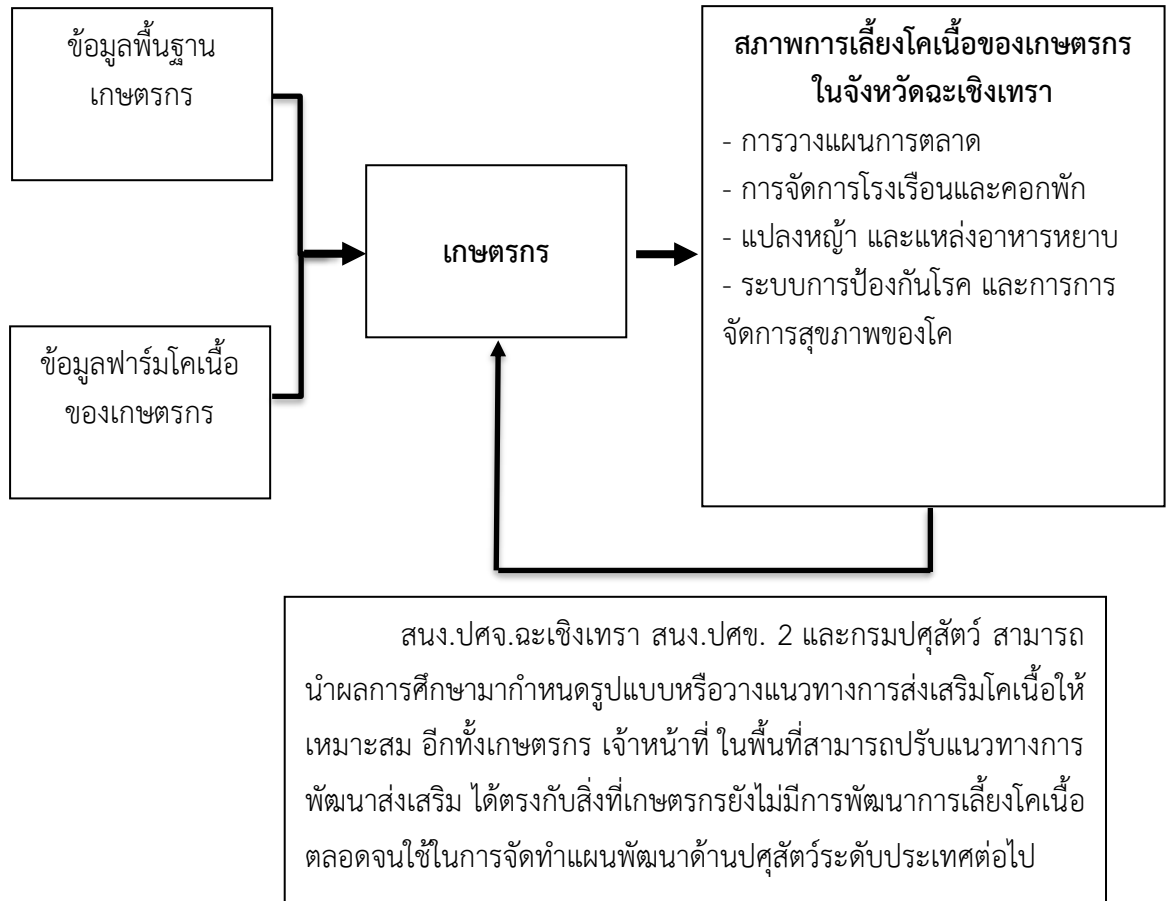 ข้อมูลพื้นฐาน
เกษตรกร
ข้อมูลฟาร์มโคเนื้อ
ของเกษตรกร
เกษตรกร
สภาพการเลี้ยงโคเนื้อของเกษตรกร
ในจังหวัดฉะเชิงเทรา
- การวางแผนการตลาด
- การจัดการโรงเรือนและคอกพัก
- แปลงหญ้า และแหล่งอาหารหยาบ
- ระบบการป้องกันโรค และการการ
จัดการสุขภาพของโค
สนง.ปศจ.ฉะเชิงเทรา สนง.ปศข. 2 และกรมปศุสัตว์ สามารถ
นำผลการศึกษามากำหนดรูปแบบหรือวางแนวทางการส่งเสริมโคเนื้อให้
เหมาะสม อีกทั้งเกษตรกร เจ้าหน้าที่ ในพื้นที่สามารถปรับแนวทางการ
พัฒนาส่งเสริม ได้ตรงกับสิ่งที่เกษตรกรยังไม่มีการพัฒนาการเลี้ยงโคเนื้อ
ตลอดจนใช้ในการจัดทำแผนพัฒนาด้านปศุสัตว์ระดับประเทศต่อไป